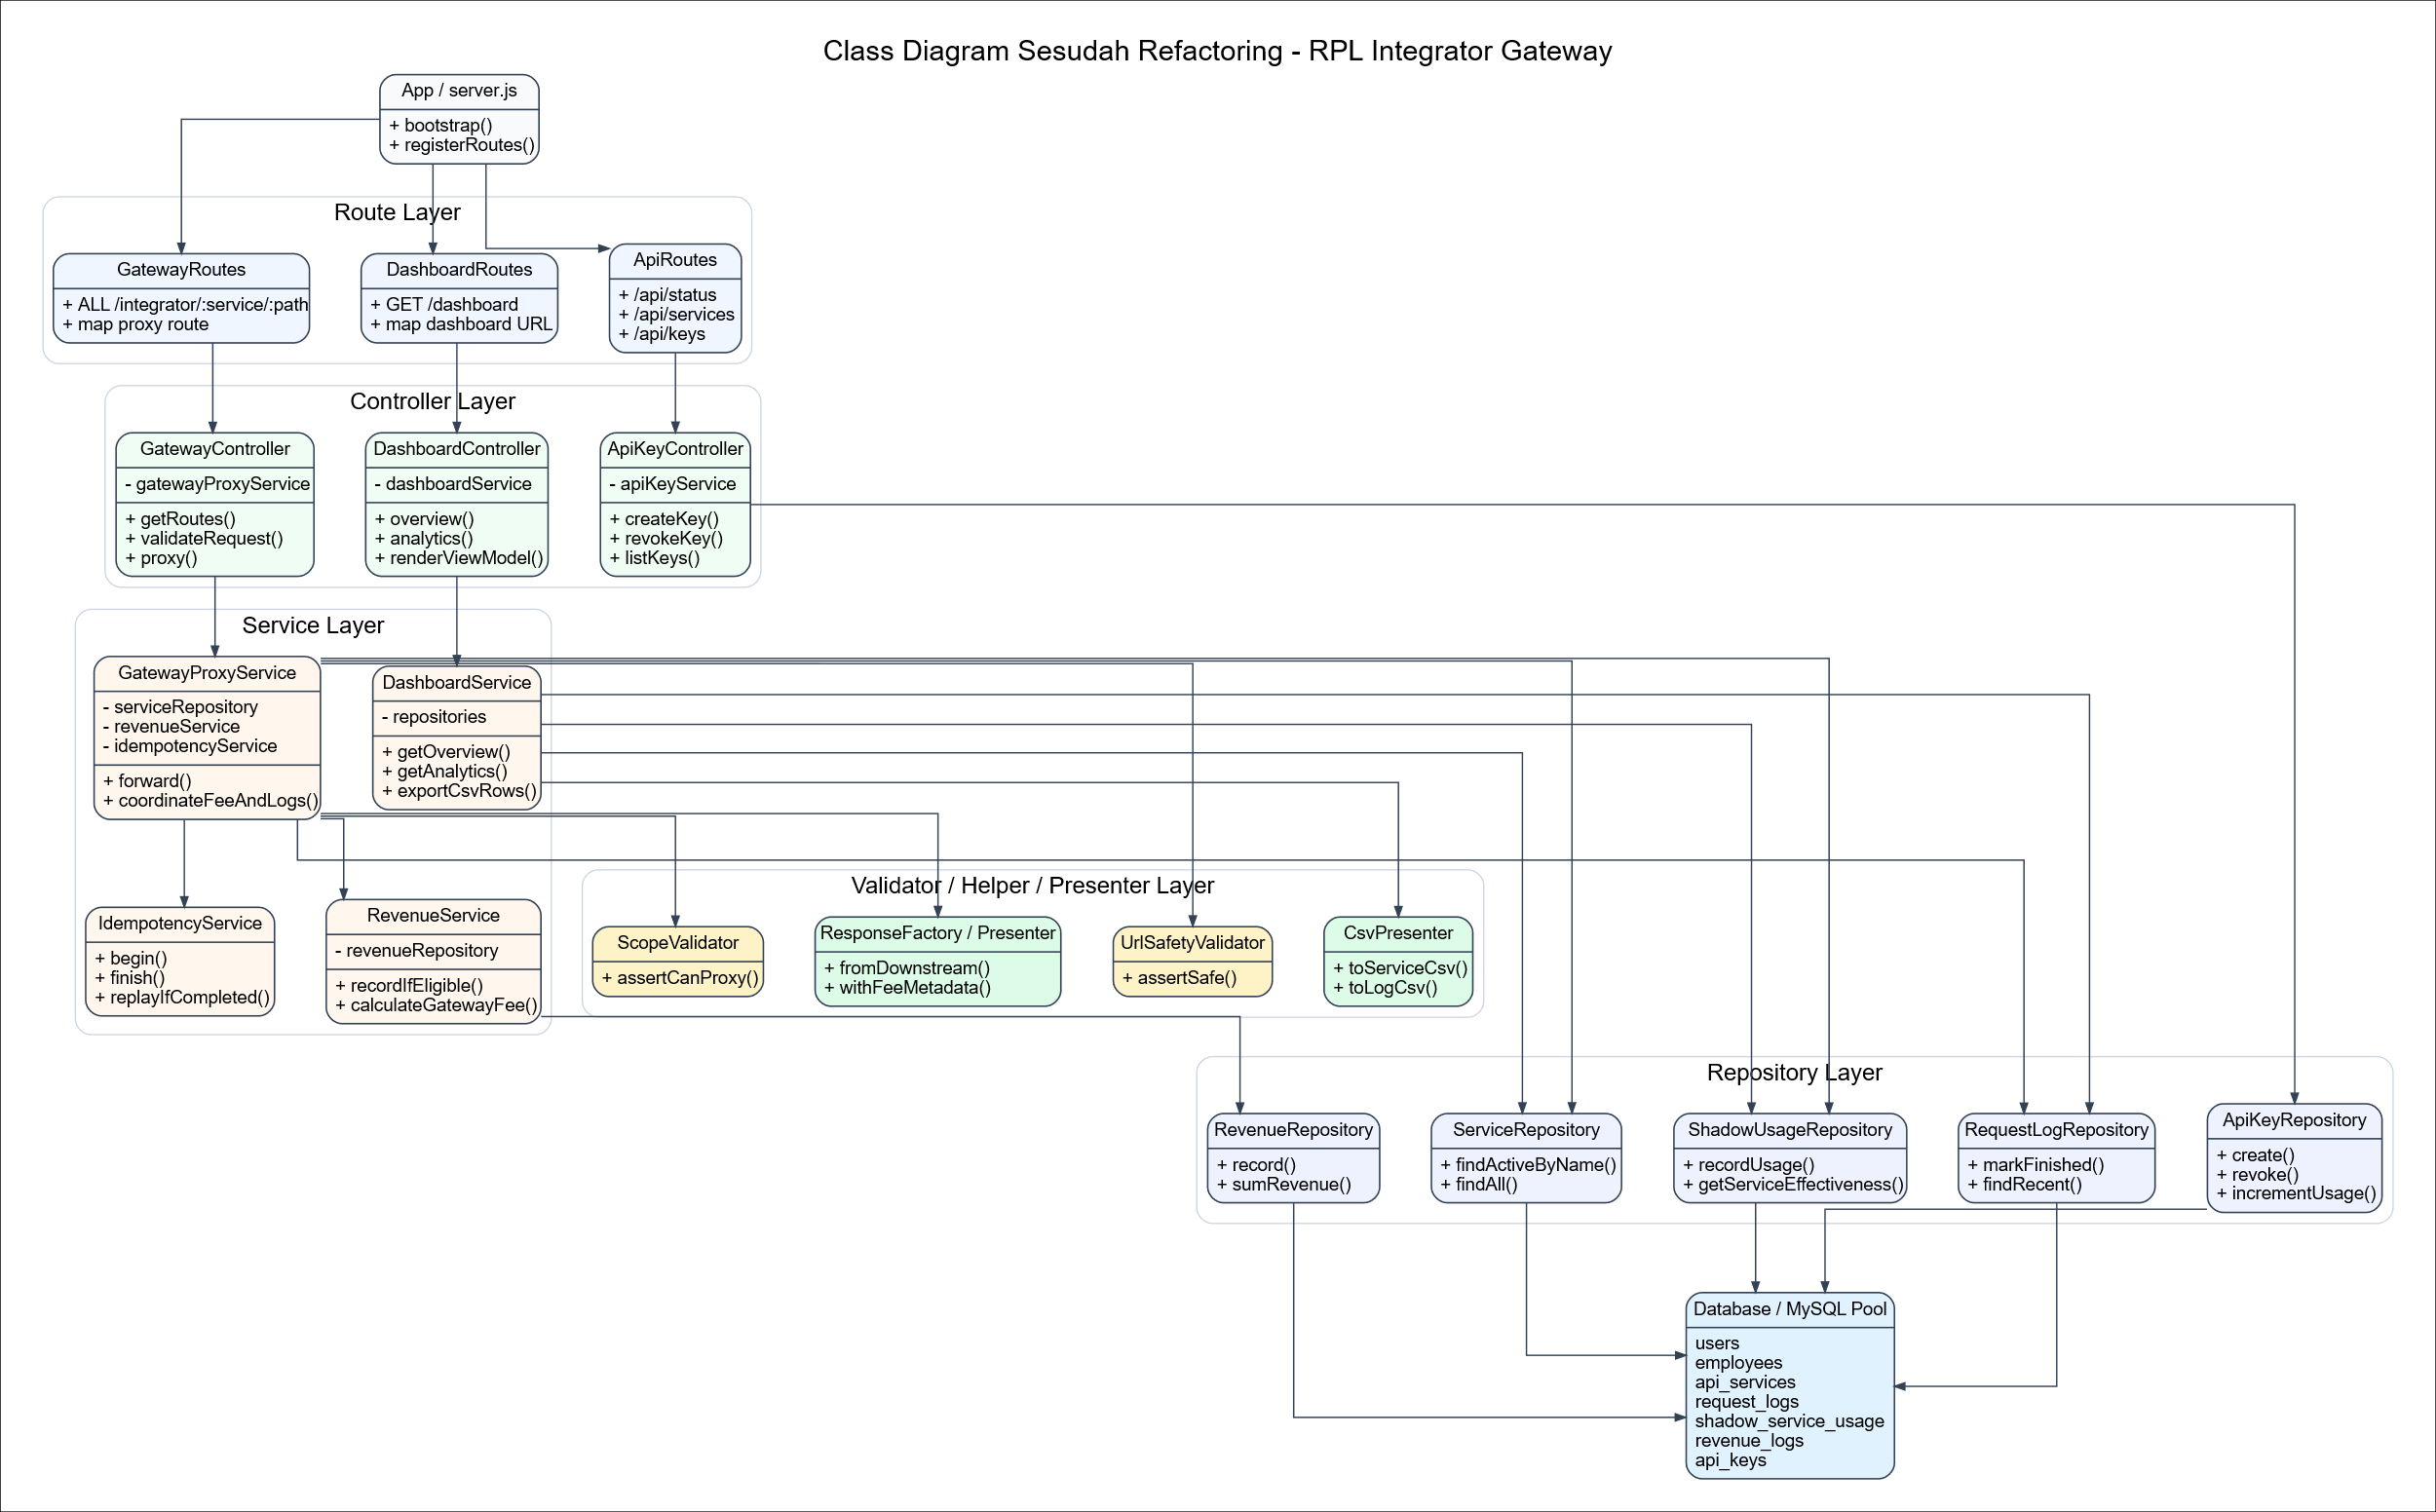 Class Diagram Sesudah Refactoring - RPL Integrator Gateway
App / server.js
+ bootstrap()
+ registerRoutes()
Route Layer
GatewayRoutes
+ ALL /integrator/:service/:path
+ map proxy route
DashboardRoutes
+ GET /dashboard
+ map dashboard URL
ApiRoutes
+ /api/status
+ /api/services
+ /api/keys
Controller Layer
GatewayController
- gatewayProxyService
+ getRoutes()
+ validateRequest()
+ proxy()
DashboardController
- dashboardService
+ overview()
+ analytics()
+ renderViewModel()
ApiKeyController
- apiKeyService
+ createKey()
+ revokeKey()
+ listKeys()
Service Layer
GatewayProxyService
- serviceRepository
- revenueService
- idempotencyService
+ forward()
+ coordinateFeeAndLogs()
DashboardService
- repositories
+ getOverview()
+ getAnalytics()
+ exportCsvRows()
IdempotencyService
+ begin()
+ finish()
+ replayIfCompleted()
RevenueService
- revenueRepository
+ recordIfEligible()
+ calculateGatewayFee()
Validator / Helper / Presenter Layer
ScopeValidator
+ assertCanProxy()
ResponseFactory / Presenter
+ fromDownstream()
+ withFeeMetadata()
UrlSafetyValidator
+ assertSafe()
CsvPresenter
+ toServiceCsv()
+ toLogCsv()
Repository Layer
RevenueRepository
+ record()
+ sumRevenue()
ServiceRepository
+ findActiveByName()
+ findAll()
ShadowUsageRepository
+ recordUsage()
+ getServiceEffectiveness()
RequestLogRepository
+ markFinished()
+ findRecent()
ApiKeyRepository
+ create()
+ revoke()
+ incrementUsage()
Database / MySQL Pool
users
employees
api_services
request_logs
shadow_service_usage
revenue_logs
api_keys